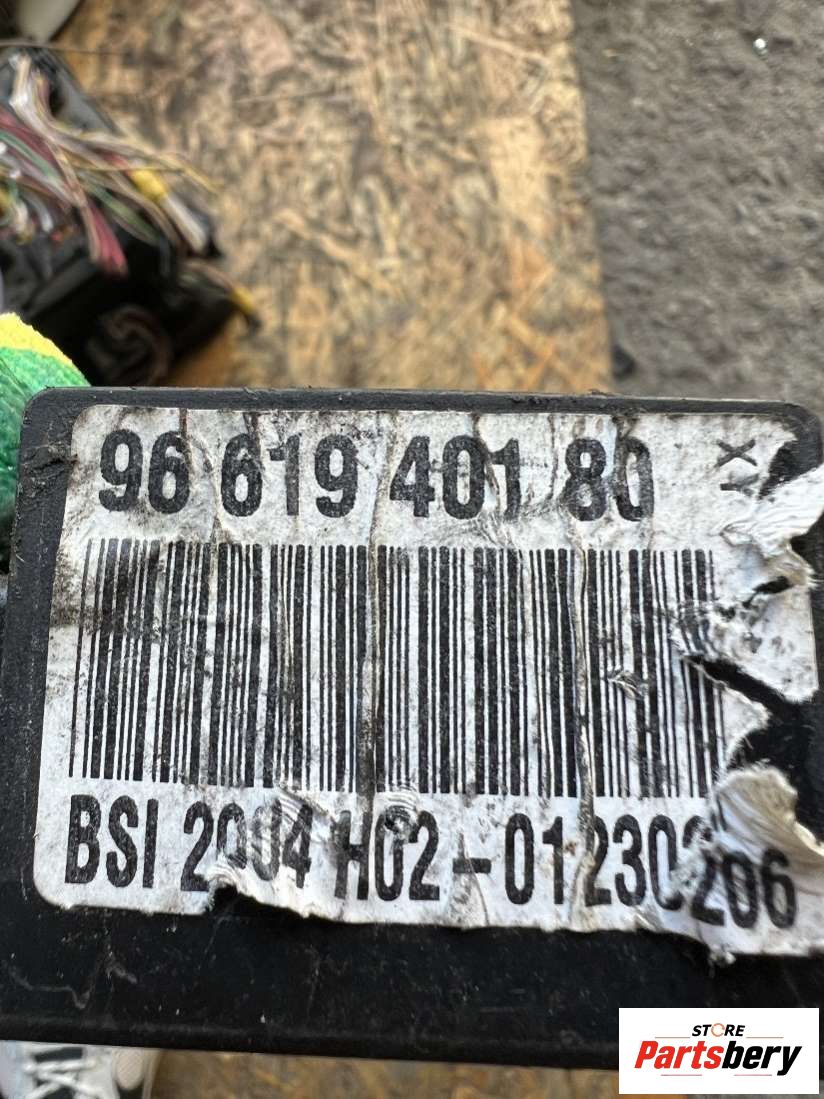 96 619 401 80
BSI 2004 H02-01230206
STORE
Partsbery